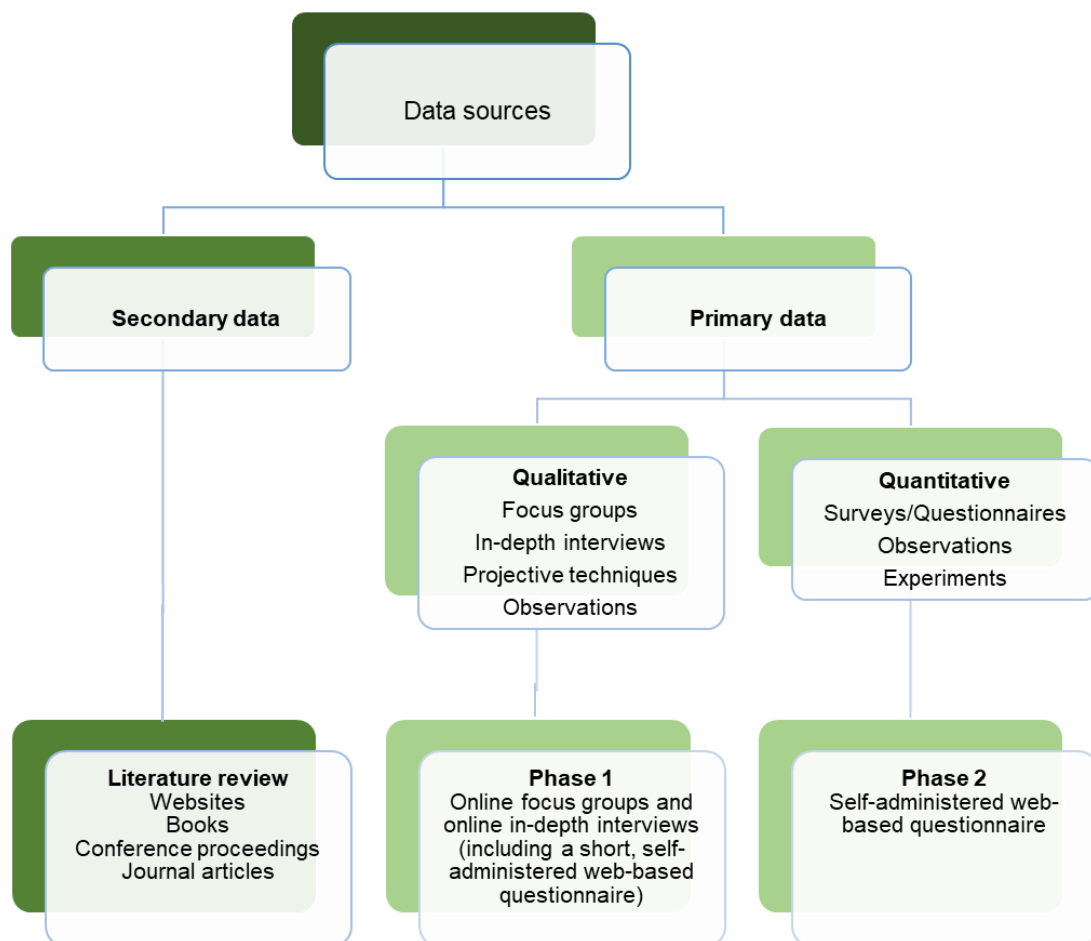 Data sources
Secondary data
Primary data
Qualitative
Focus groups
In-depth interviews
Projective techniques
Observations
Quantitative
Surveys/Questionnaires
Observations
Experiments
Literature review
Websites
Books
Conference proceedings
Journal articles
Phase 1
Online focus groups and
online in-depth interviews
(including a short, self-
administered web-based
questionnaire)
Phase 2
Self-administered web-
based questionnaire